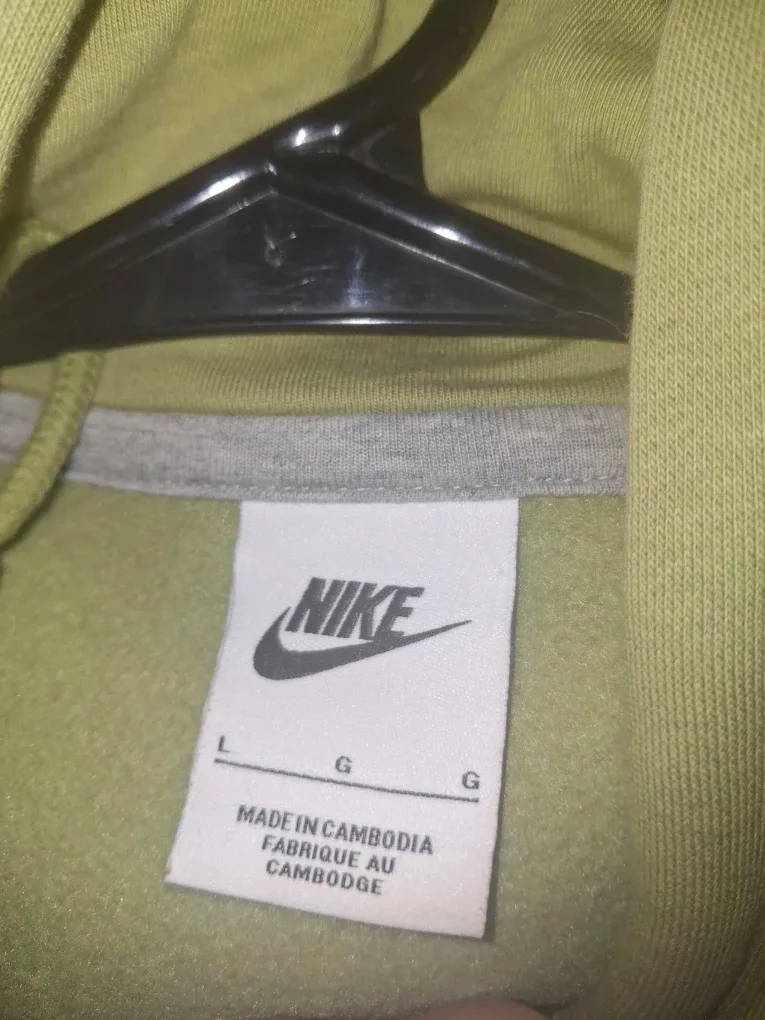 NIKE
L G G
MADE IN CAMBODIA
FABRIQUE AU
CAMBODGE